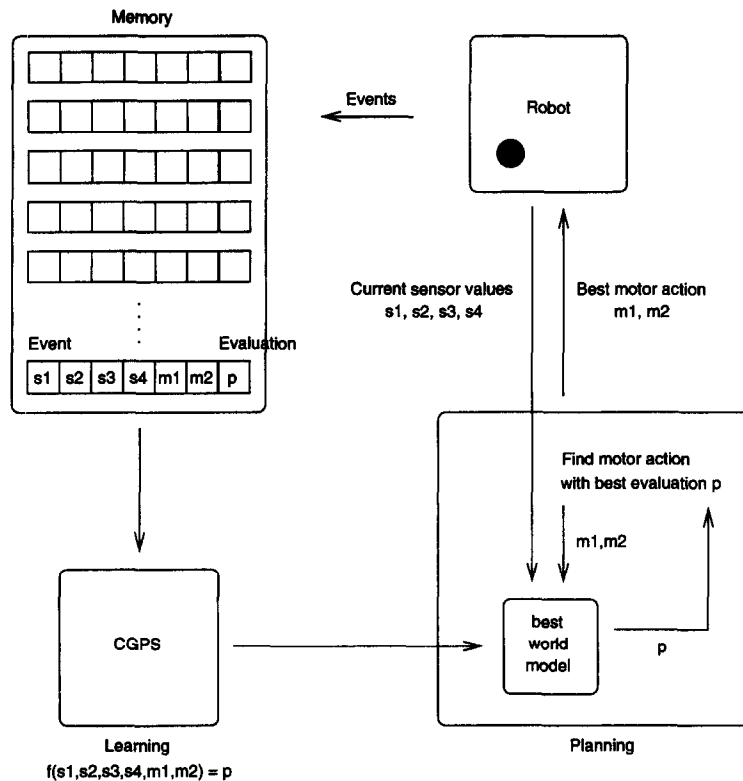 Memory
Events
Robot
Current sensor values
s1, s2, s3, s4
Best motor action
m1, m2
Event
Evaluation
s1 s2 s3 s4 m1 m2 p
Find motor action
with best evaluation p
m1,m2
best
world
model
p
CGPS
Learning
f(s1,s2,s3,s4,m1,m2) = p
Planning